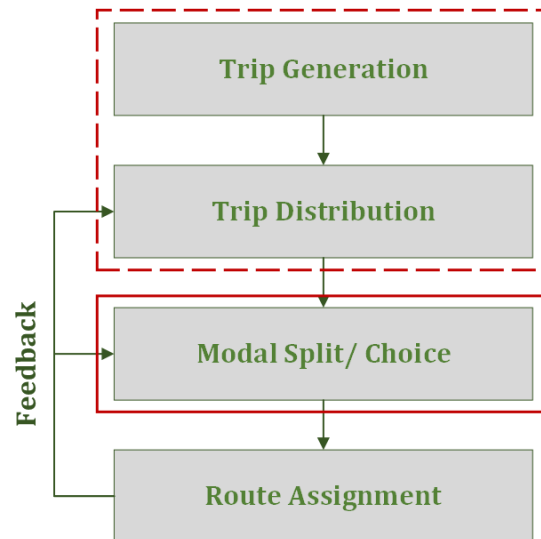 Trip Generation
Trip Distribution
Modal Split/ Choice
Route Assignment
Feedback